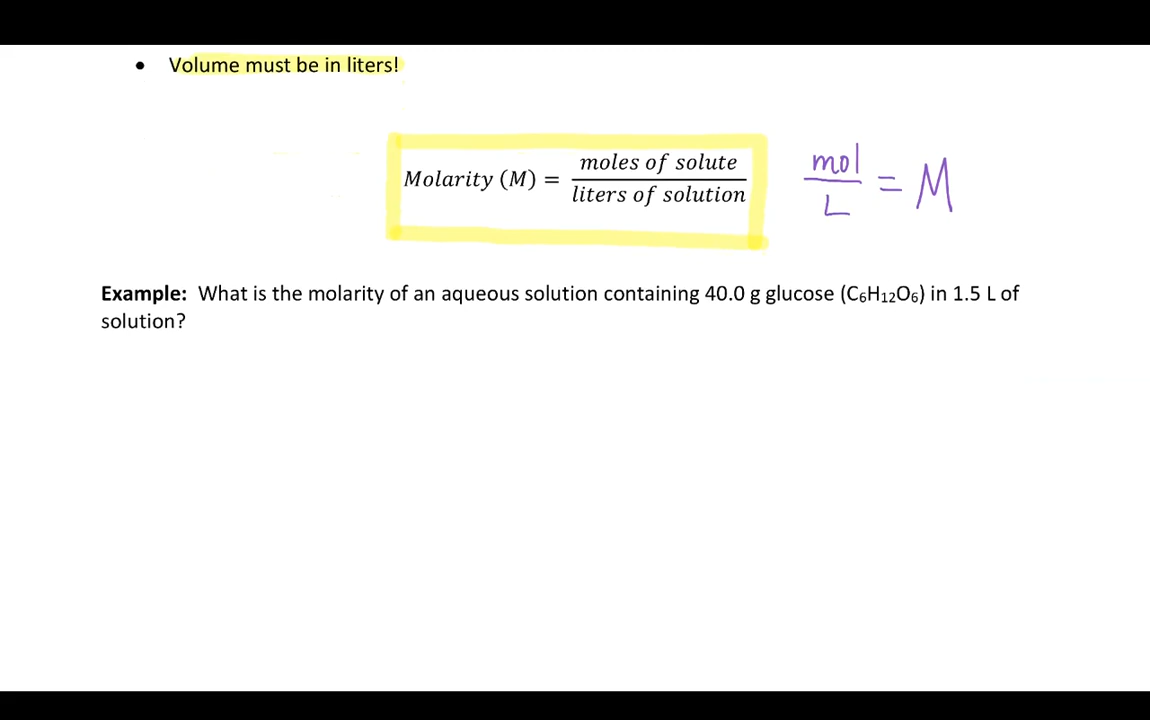 • Volume must be in liters!
Molarity (M) = moles of solute / liters of solution
mol / L = M
Example: What is the molarity of an aqueous solution containing 40.0 g glucose (C₆H₁₂O₆) in 1.5 L of
solution?